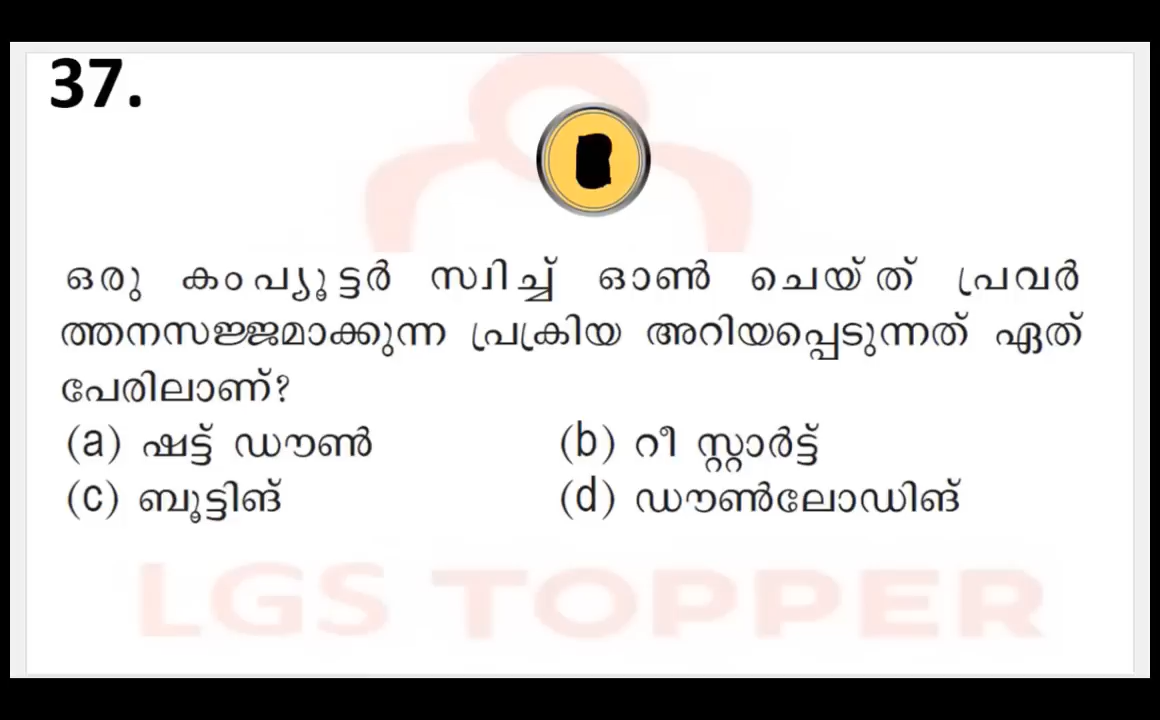 37.
ഒരു കംപ്യൂട്ടർ സ്വിച്ച് ഓൺ ചെയ്ത് പ്രവർ
ത്തനസജ്ജമാക്കുന്ന പ്രക്രിയ അറിയപ്പെടുന്നത് ഏത്
പേരിലാണ്?
(a) ഷട്ട് ഡൗൺ (b) റീ സ്റ്റാർട്ട്
(c) ബൂട്ടിങ് (d) ഡൗൺലോഡിങ്
LGS TOPPER